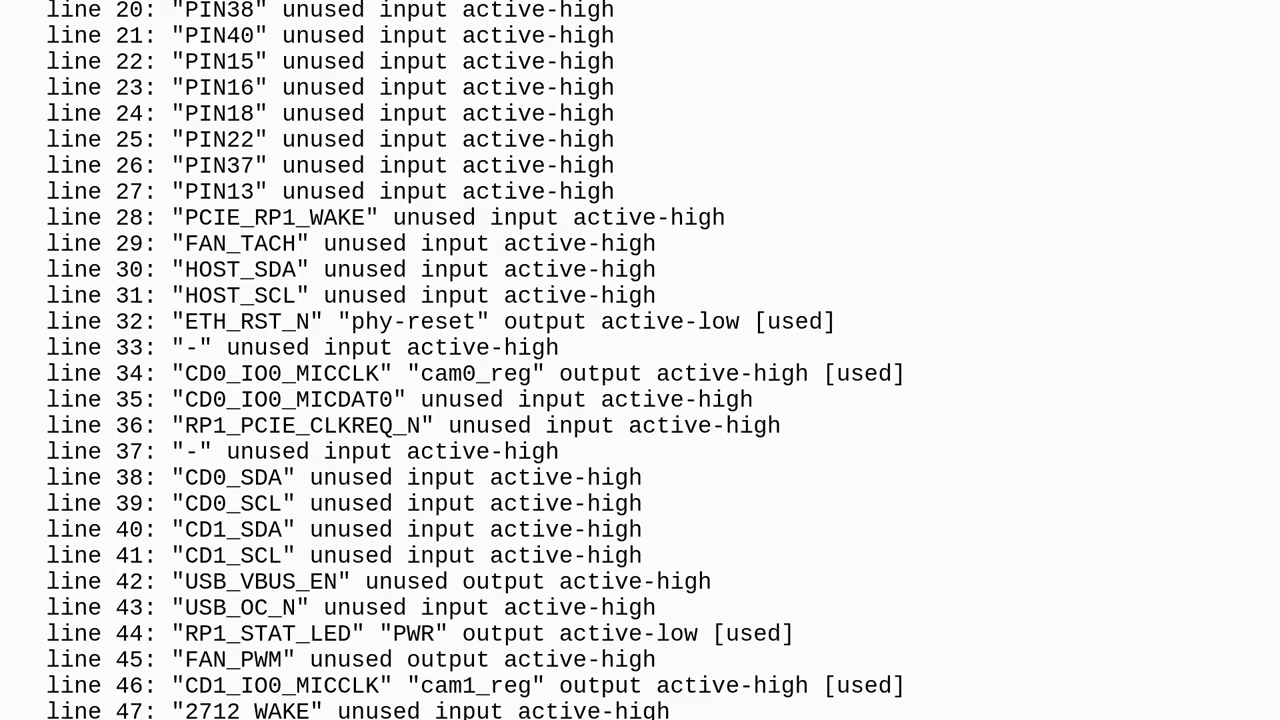 line 20: "PIN38" unused input active-high
line 21: "PIN40" unused input active-high
line 22: "PIN15" unused input active-high
line 23: "PIN16" unused input active-high
line 24: "PIN18" unused input active-high
line 25: "PIN22" unused input active-high
line 26: "PIN37" unused input active-high
line 27: "PIN13" unused input active-high
line 28: "PCIE_RP1_WAKE" unused input active-high
line 29: "FAN_TACH" unused input active-high
line 30: "HOST_SDA" unused input active-high
line 31: "HOST_SCL" unused input active-high
line 32: "ETH_RST_N" "phy-reset" output active-low [used]
line 33: "-" unused input active-high
line 34: "CD0_IO0_MICCLK" "cam0_reg" output active-high [used]
line 35: "CD0_IO0_MICDAT0" unused input active-high
line 36: "RP1_PCIE_CLKREQ_N" unused input active-high
line 37: "-" unused input active-high
line 38: "CD0_SDA" unused input active-high
line 39: "CD0_SCL" unused input active-high
line 40: "CD1_SDA" unused input active-high
line 41: "CD1_SCL" unused input active-high
line 42: "USB_VBUS_EN" unused output active-high
line 43: "USB_OC_N" unused input active-high
line 44: "RP1_STAT_LED" "PWR" output active-low [used]
line 45: "FAN_PWM" unused output active-high
line 46: "CD1_IO0_MICCLK" "cam1_reg" output active-high [used]
line 47: "2712_WAKE" unused input active-high